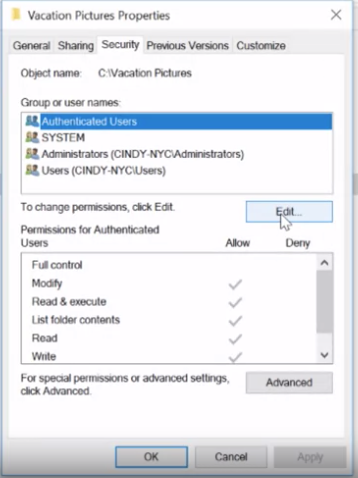 Vacation Pictures Properties
General Sharing Security Previous Versions Customize
Object name: C:\Vacation Pictures
Group or user names:
Authenticated Users
SYSTEM
Administrators (CINDY-NYC\Administrators)
Users (CINDY-NYC\Users)
To change permissions, click Edit.
Edit...
Permissions for Authenticated
Users Allow Deny
Full control
Modify
Read & execute
List folder contents
Read
Write
For special permissions or advanced settings,
click Advanced.
Advanced
OK Cancel Apply